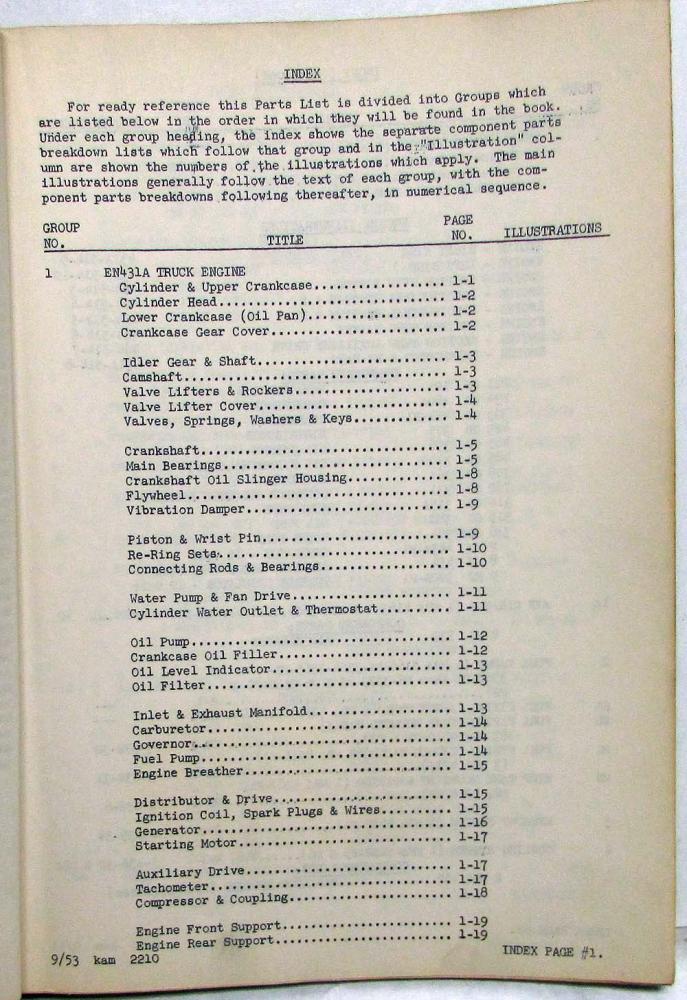 INDEX
For ready reference this Parts List is divided into Groups which
are listed below in the order in which they will be found in the book.
Under each group heading, the index shows the separate component parts
breakdown lists which follow that group and in the "Illustration" col-
umn are shown the numbers of the illustrations which apply. The main
illustrations generally follow the text of each group, with the com-
ponent parts breakdowns following thereafter, in numerical sequence.
GROUP NO. TITLE PAGE NO. ILLUSTRATIONS
1 EN431A TRUCK ENGINE
Cylinder & Upper Crankcase.................. 1-1
Cylinder Head............................... 1-2
Lower Crankcase (Oil Pan)................... 1-2
Crankcase Gear Cover........................ 1-2
Idler Gear & Shaft.......................... 1-3
Camshaft.................................... 1-3
Valve Lifters & Rockers..................... 1-3
Valve Lifter Cover.......................... 1-4
Valves, Springs, Washers & Keys............. 1-4
Crankshaft.................................. 1-5
Main Bearings............................... 1-5
Crankshaft Oil Slinger Housing.............. 1-8
Flywheel.................................... 1-8
Vibration Damper............................ 1-9
Piston & Wrist Pin.......................... 1-9
Re-Ring Sets................................ 1-10
Connecting Rods & Bearings.................. 1-10
Water Pump & Fan Drive...................... 1-11
Cylinder Water Outlet & Thermostat.......... 1-11
Oil Pump.................................... 1-12
Crankcase Oil Filler........................ 1-12
Oil Level Indicator......................... 1-13
Oil Filter.................................. 1-13
Inlet & Exhaust Manifold.................... 1-13
Carburetor.................................. 1-14
Governor.................................... 1-14
Fuel Pump................................... 1-14
Engine Breather............................. 1-15
Distributor & Drive......................... 1-15
Ignition Coil, Spark Plugs & Wires.......... 1-15
Generator................................... 1-16
Starting Motor.............................. 1-17
Auxiliary Drive............................. 1-17
Tachometer.................................. 1-17
Compressor & Coupling....................... 1-18
Engine Front Support........................ 1-19
Engine Rear Support......................... 1-19
9/53 kam 2210 INDEX PAGE #1.